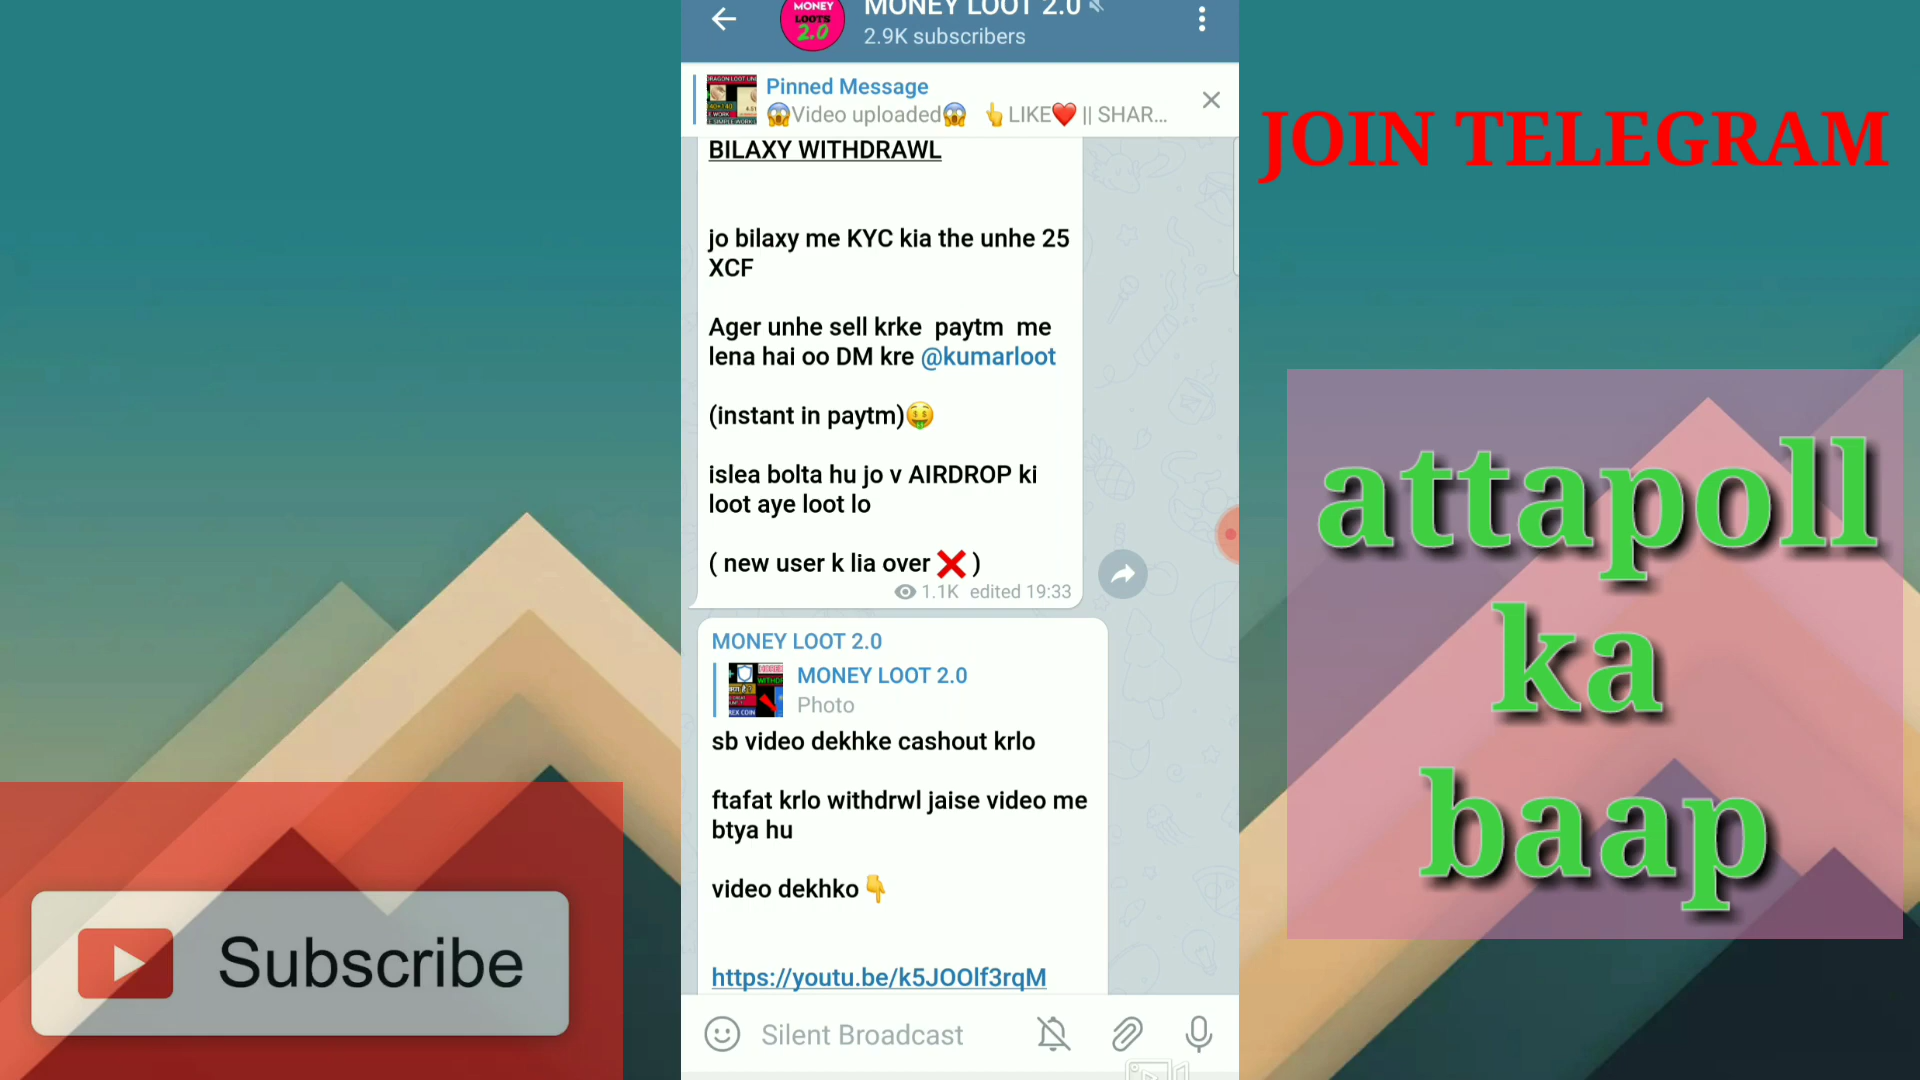 MONEY LOOT 2.0
2.9K subscribers
MONEY
LOOTS
2.0
Pinned Message
😱Video uploaded😱 👆LIKE❤️ || SHAR...
JOIN TELEGRAM
BILAXY WITHDRAWL
jo bilaxy me KYC kia the unhe 25
XCF
Ager unhe sell krke paytm me
lena hai oo DM kre @kumarloot
(instant in paytm)🤑
islea bolta hu jo v AIRDROP ki
loot aye loot lo
( new user k lia over ❌ )
1.1K edited 19:33
MONEY LOOT 2.0
MONEY LOOT 2.0
Photo
sb video dekhke cashout krlo
ftafat krlo withdrwl jaise video me
btya hu
video dekhko 👇
https://youtu.be/k5JOOlf3rqM
Silent Broadcast
attapoll
ka
baap
Subscribe